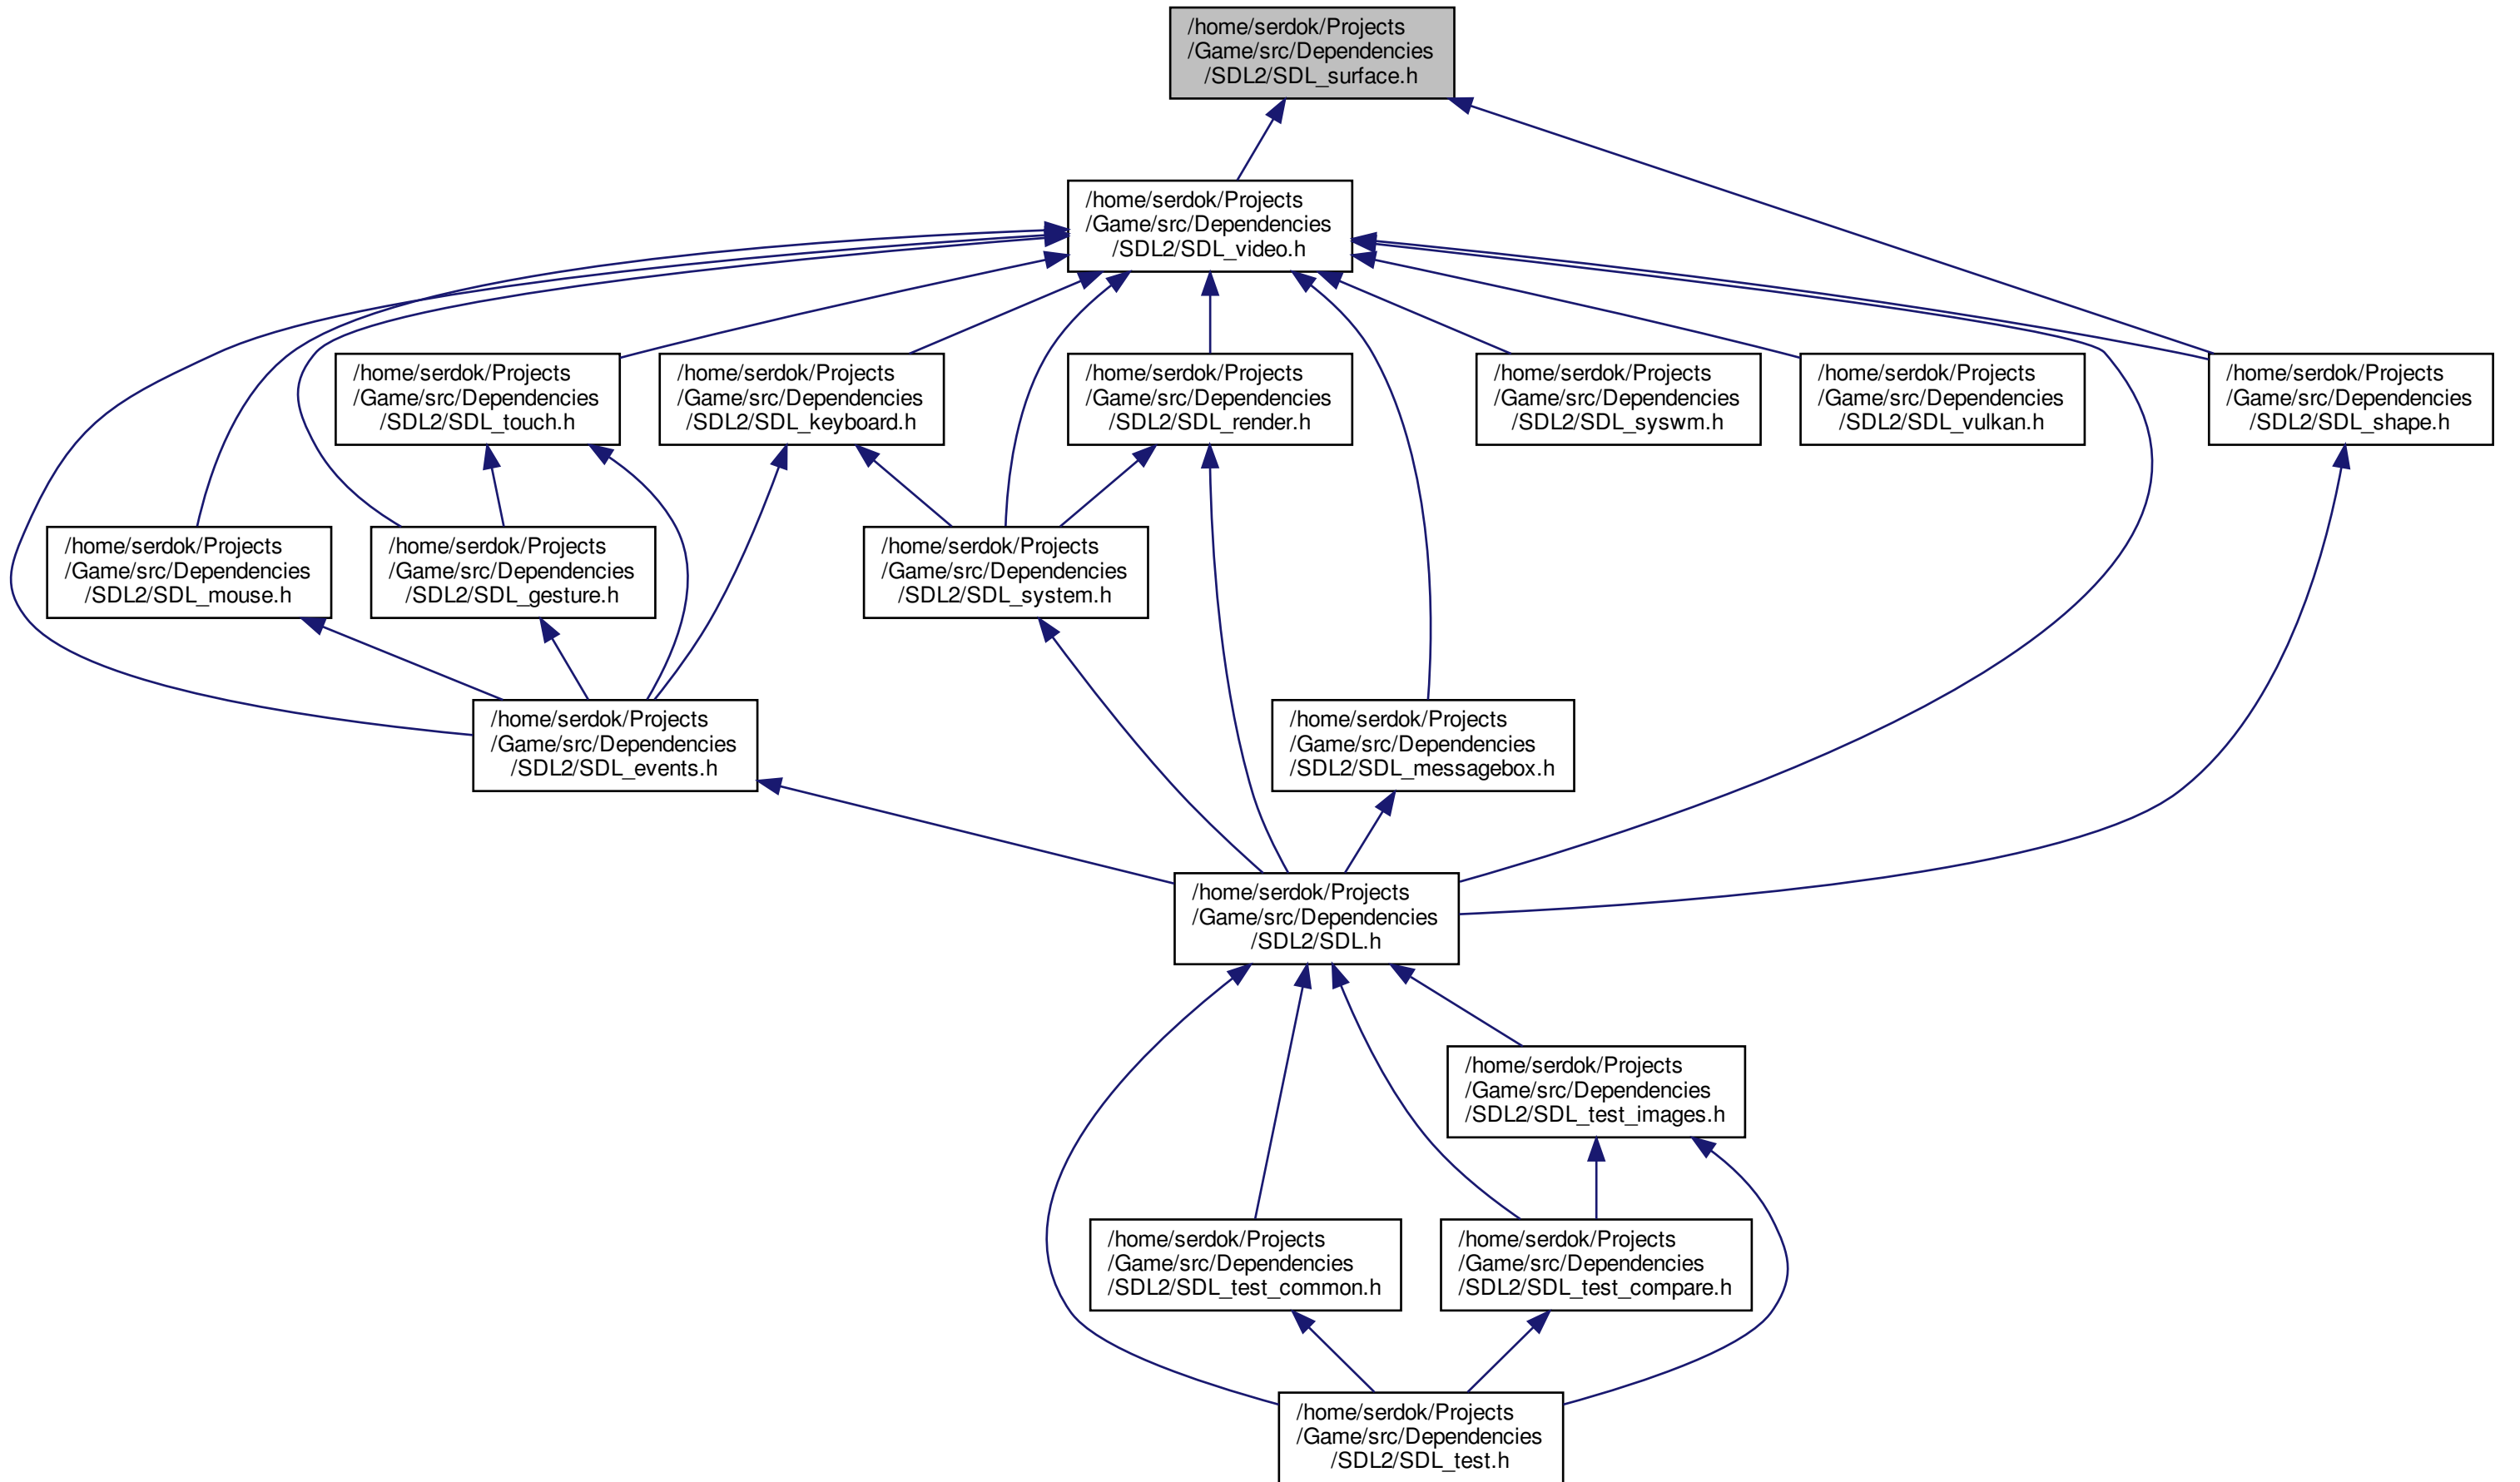 /home/serdok/Projects
/Game/src/Dependencies
/SDL2/SDL_surface.h
/home/serdok/Projects
/Game/src/Dependencies
/SDL2/SDL_video.h
/home/serdok/Projects
/Game/src/Dependencies
/SDL2/SDL_touch.h
/home/serdok/Projects
/Game/src/Dependencies
/SDL2/SDL_keyboard.h
/home/serdok/Projects
/Game/src/Dependencies
/SDL2/SDL_render.h
/home/serdok/Projects
/Game/src/Dependencies
/SDL2/SDL_syswm.h
/home/serdok/Projects
/Game/src/Dependencies
/SDL2/SDL_vulkan.h
/home/serdok/Projects
/Game/src/Dependencies
/SDL2/SDL_shape.h
/home/serdok/Projects
/Game/src/Dependencies
/SDL2/SDL_mouse.h
/home/serdok/Projects
/Game/src/Dependencies
/SDL2/SDL_gesture.h
/home/serdok/Projects
/Game/src/Dependencies
/SDL2/SDL_system.h
/home/serdok/Projects
/Game/src/Dependencies
/SDL2/SDL_events.h
/home/serdok/Projects
/Game/src/Dependencies
/SDL2/SDL_messagebox.h
/home/serdok/Projects
/Game/src/Dependencies
/SDL2/SDL.h
/home/serdok/Projects
/Game/src/Dependencies
/SDL2/SDL_test_images.h
/home/serdok/Projects
/Game/src/Dependencies
/SDL2/SDL_test_common.h
/home/serdok/Projects
/Game/src/Dependencies
/SDL2/SDL_test_compare.h
/home/serdok/Projects
/Game/src/Dependencies
/SDL2/SDL_test.h